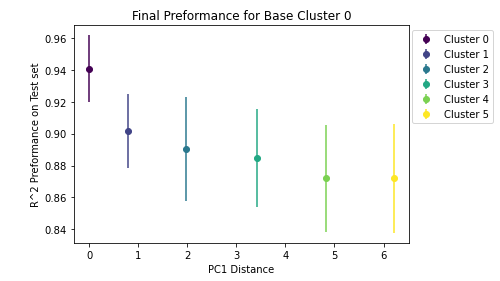 Final Preformance for Base Cluster 0
R^2 Preformance on Test set
0.96
0.94
0.92
0.90
0.88
0.86
0.84
0 1 2 3 4 5 6
PC1 Distance
Cluster 0
Cluster 1
Cluster 2
Cluster 3
Cluster 4
Cluster 5